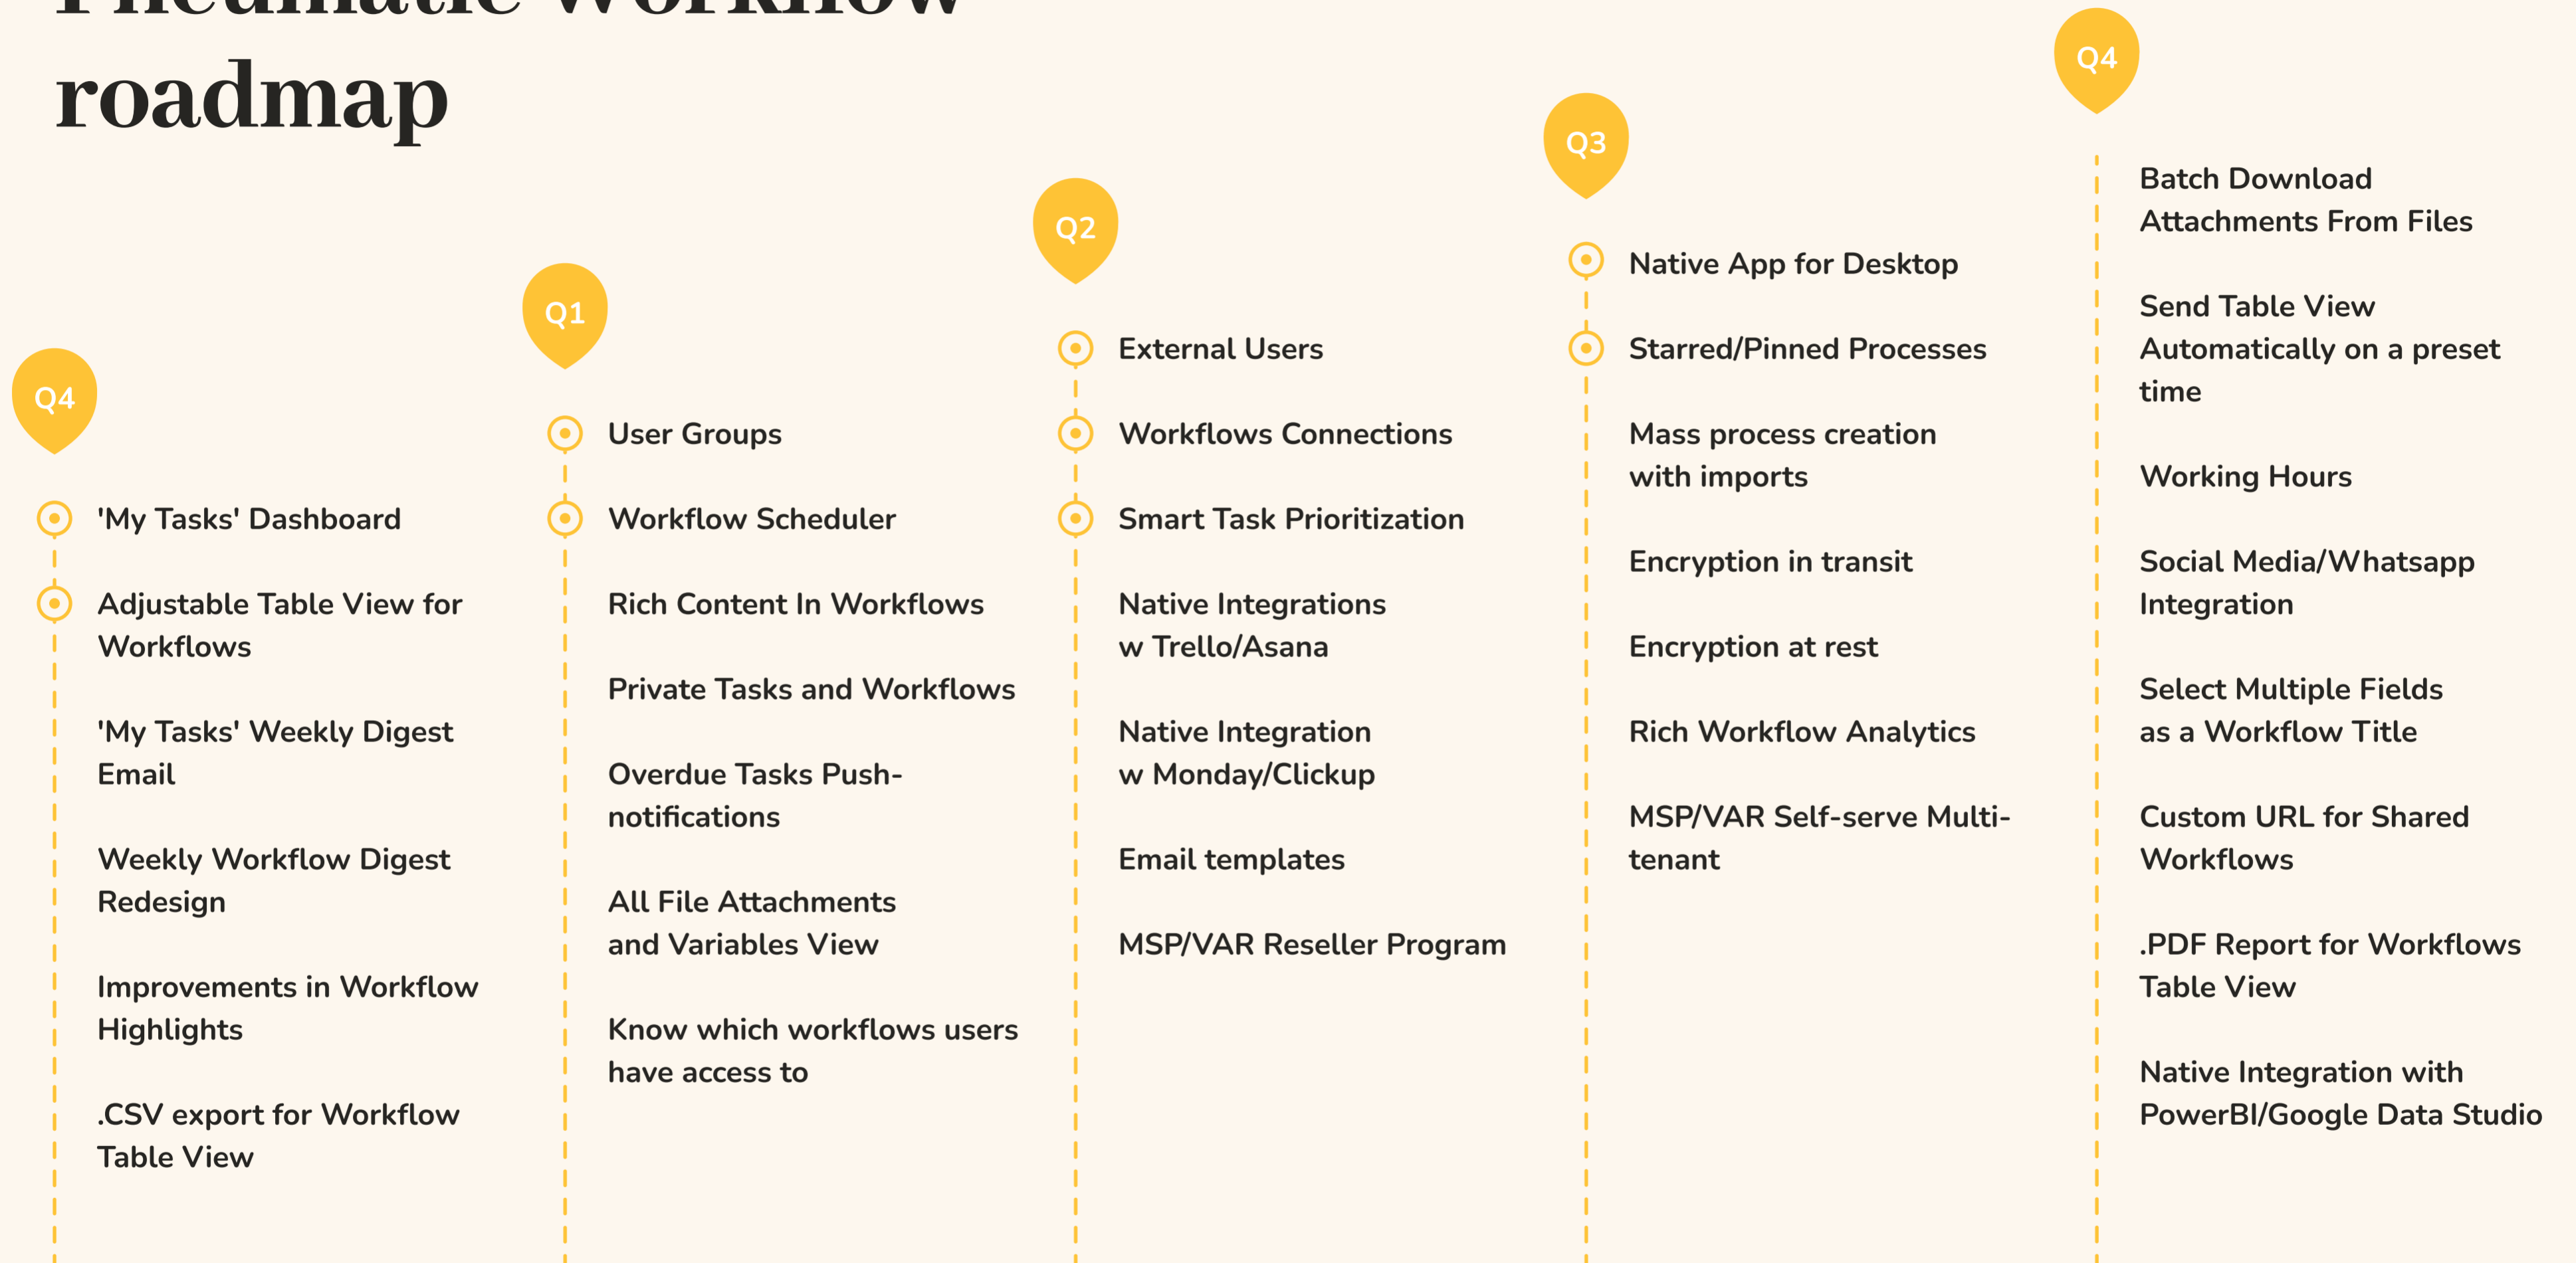 Pneumatic Workflow
roadmap
Q4
'My Tasks' Dashboard
Adjustable Table View for
Workflows
'My Tasks' Weekly Digest
Email
Weekly Workflow Digest
Redesign
Improvements in Workflow
Highlights
.CSV export for Workflow
Table View
Q1
User Groups
Workflow Scheduler
Rich Content In Workflows
Private Tasks and Workflows
Overdue Tasks Push-
notifications
All File Attachments
and Variables View
Know which workflows users
have access to
Q2
External Users
Workflows Connections
Smart Task Prioritization
Native Integrations
w Trello/Asana
Native Integration
w Monday/Clickup
Email templates
MSP/VAR Reseller Program
Q3
Native App for Desktop
Starred/Pinned Processes
Mass process creation
with imports
Encryption in transit
Encryption at rest
Rich Workflow Analytics
MSP/VAR Self-serve Multi-
tenant
Q4
Batch Download
Attachments From Files
Send Table View
Automatically on a preset
time
Working Hours
Social Media/Whatsapp
Integration
Select Multiple Fields
as a Workflow Title
Custom URL for Shared
Workflows
.PDF Report for Workflows
Table View
Native Integration with
PowerBI/Google Data Studio